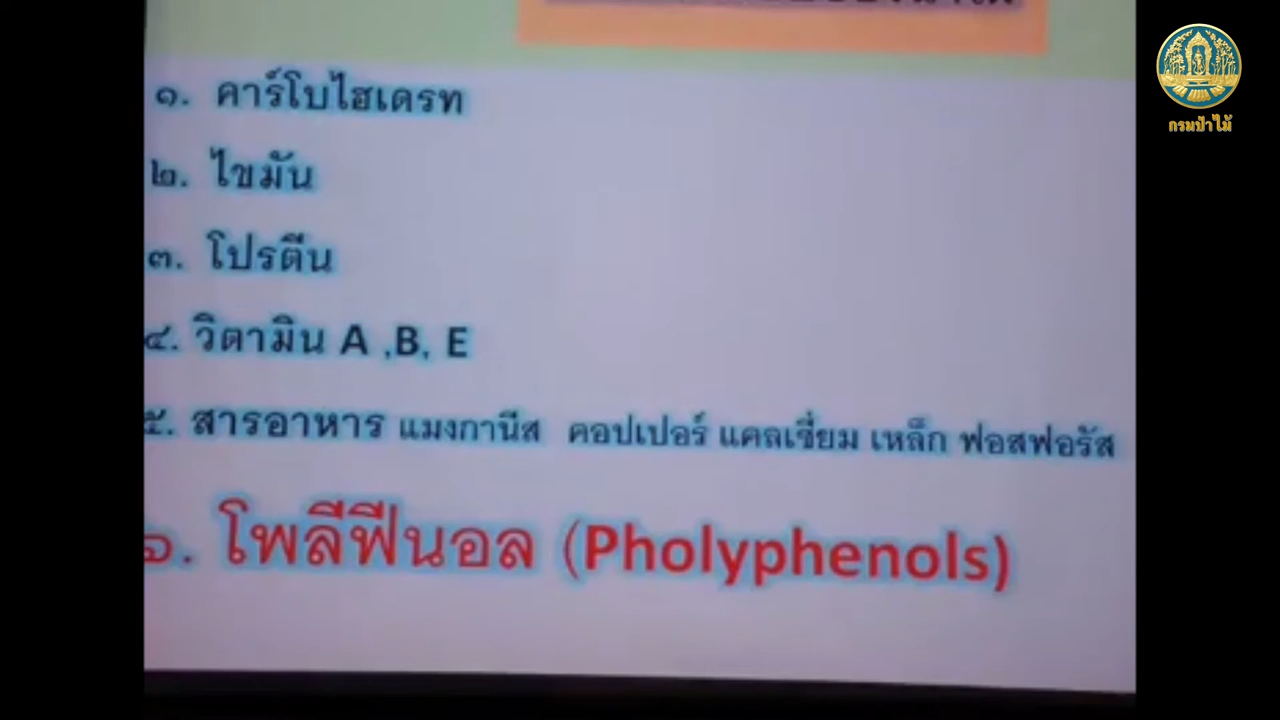 ๑. คาร์โบไฮเดรท
๒. ไขมัน
๓. โปรตีน
๔. วิตามิน A ,B, E
๕. สารอาหาร แมงกานีส คอปเปอร์ แคลเซี่ยม เหล็ก ฟอสฟอรัส
๖. โพลีฟีนอล (Pholyphenols)
กรมป่าไม้